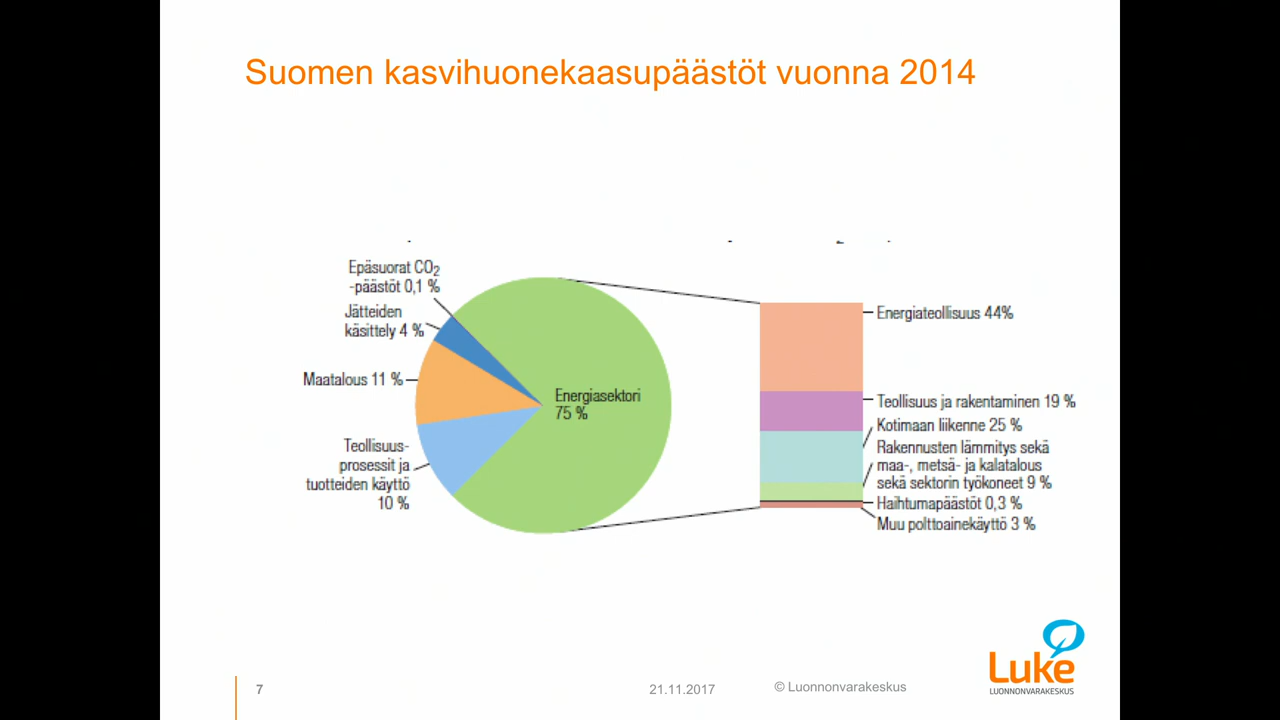 Suomen kasvihuonekaasupäästöt vuonna 2014
Epäsuorat CO₂
-päästöt 0,1 %
Jätteiden
käsittely 4 %
Maatalous 11 %
Teollisuus-
prosessit ja
tuotteiden käyttö
10 %
Energiasektori
75 %
Energiateollisuus 44%
Teollisuus ja rakentaminen 19 %
Kotimaan liikenne 25 %
Rakennusten lämmitys sekä
maa-, metsä- ja kalatalous
sekä sektorin työkoneet 9 %
Haihtumapäästöt 0,3 %
Muu polttoainekäyttö 3 %
7
21.11.2017
© Luonnonvarakeskus
Luke
LUONNONVARAKESKUS